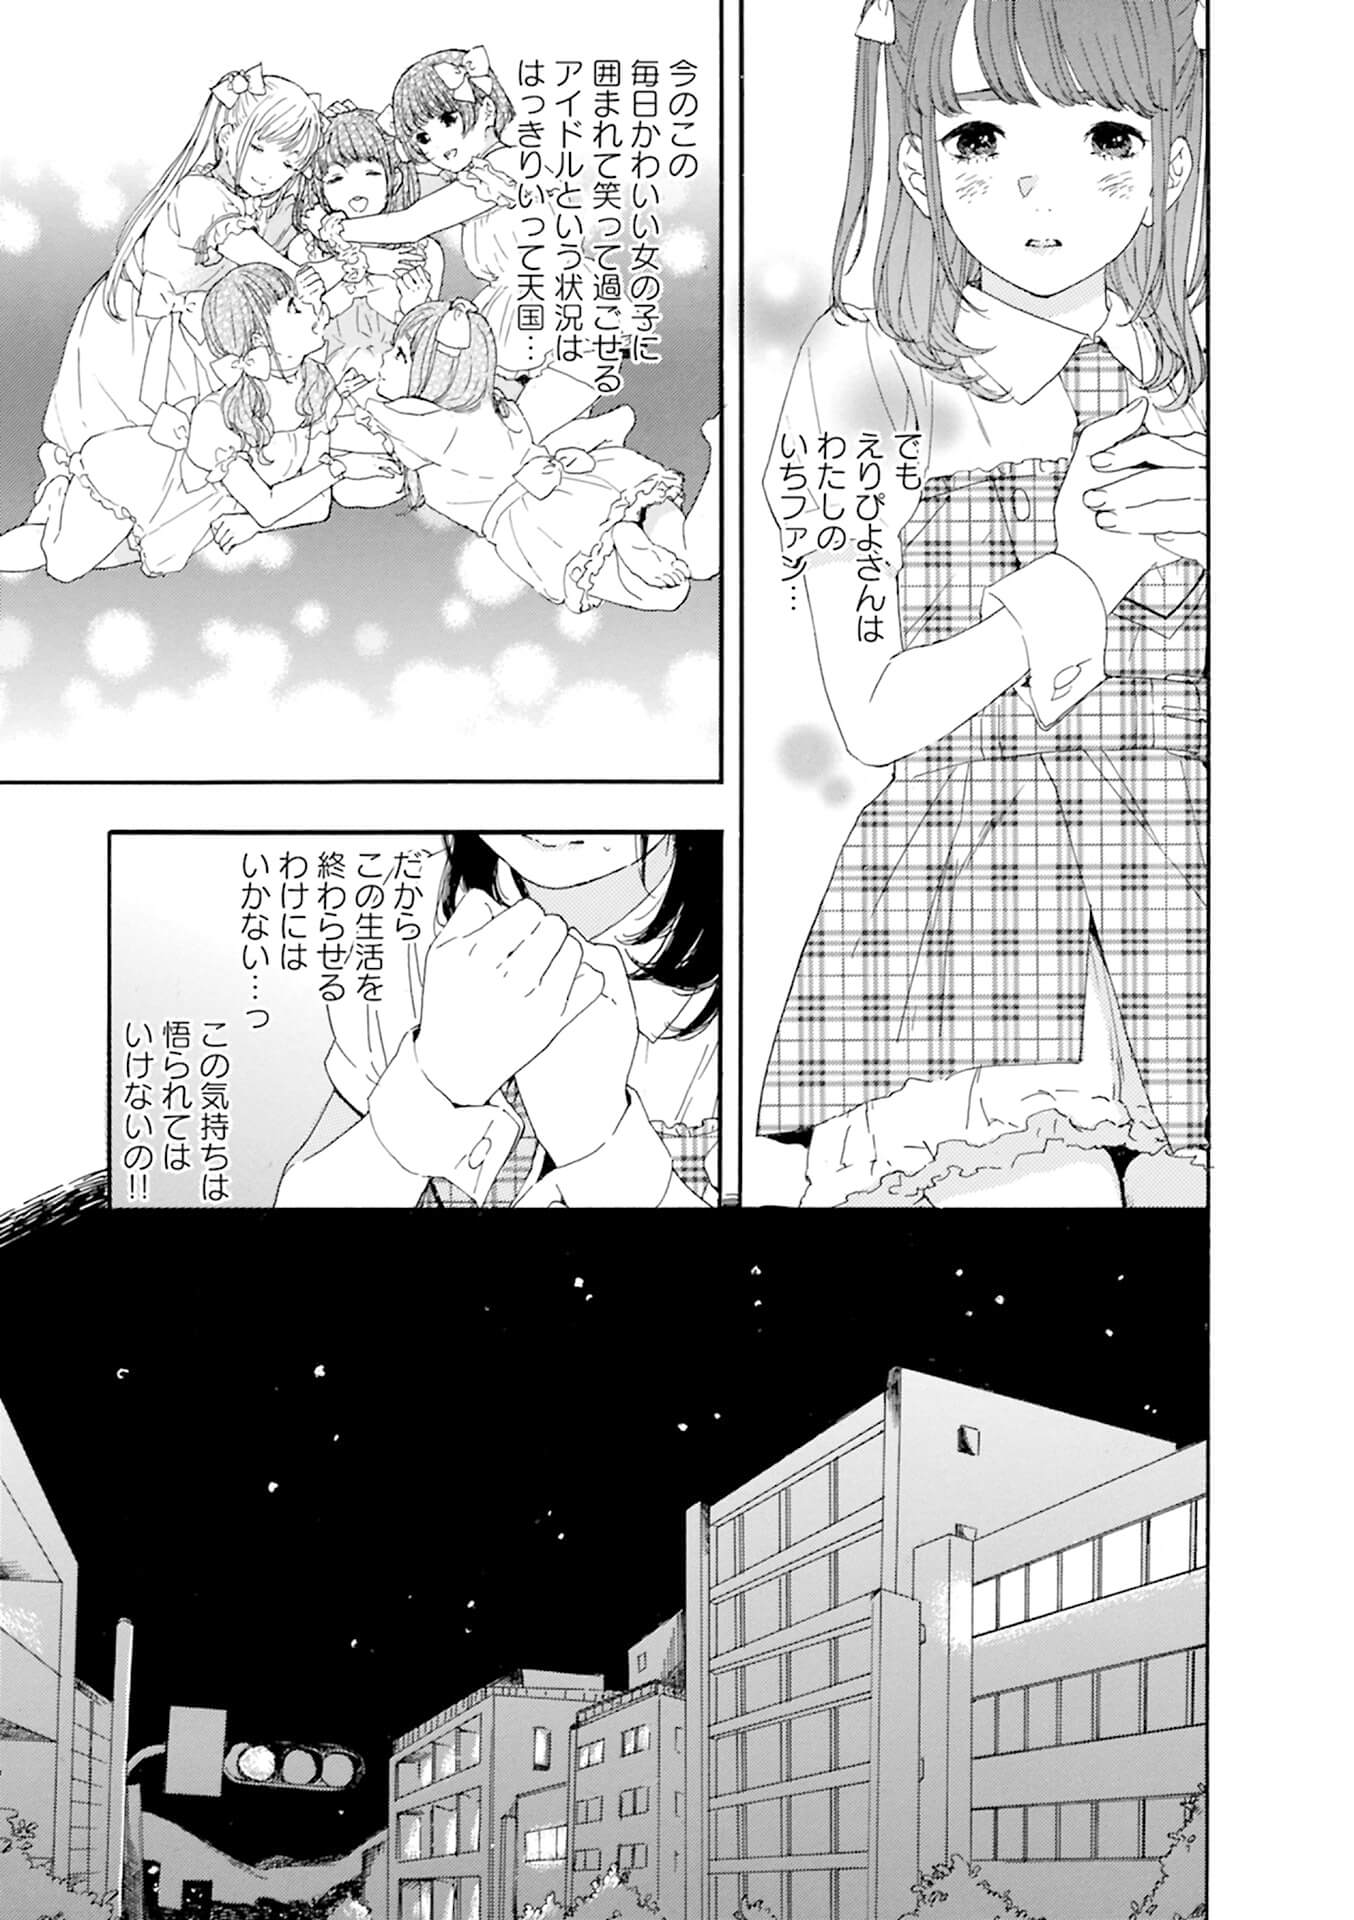 でも
えりぴよさんは
わたしの
いちファン…
今のこの
毎日かわいい女の子に
囲まれて笑って過ごせる
アイドルという状況は
はっきりいって天国…
だから
この生活を
終わらせる
わけには
いかない…っ
この気持ちは
悟られては
いけないの!!